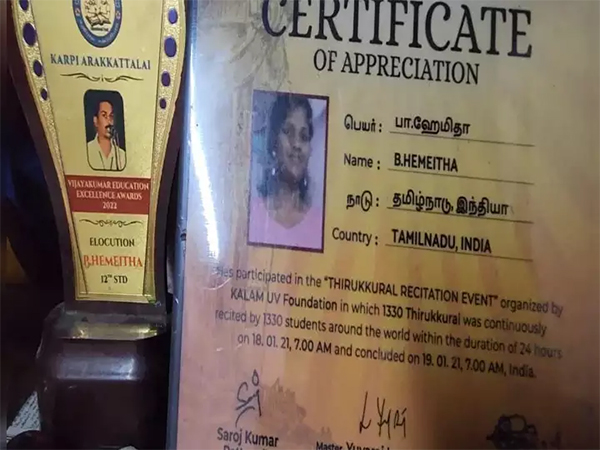 KARPI ARAKKATTALAI
VIJAYAKUMAR EDUCATION
EXCELLENCE AWARDS
2022
ELOCUTION
B.HEMEITHA
12TH STD
CERTIFICATE
OF APPRECIATION
பெயர் : பா.ஹேமிதா
Name : B.HEMEITHA
நாடு : தமிழ்நாடு, இந்தியா
Country : TAMILNADU, INDIA
Has participated in the "THIRUKKURAL RECITATION EVENT" organized by
KALAM UV Foundation in which 1330 Thirukkural was continuously
recited by 1330 students around the world within the duration of 24 hours
on 18. 01. 21, 7.00 AM and concluded on 19. 01. 21, 7.00 AM, India.
Saroj Kumar
Master